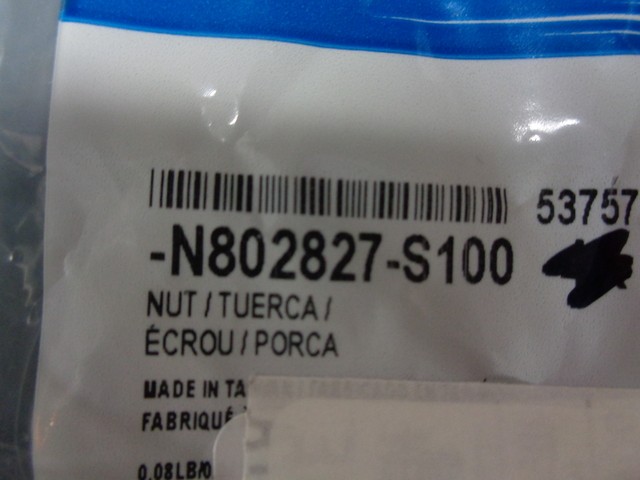 53757
-N802827-S100
NUT / TUERCA /
ÉCROU / PORCA
MADE IN TA
FABRIQUÉ
0.08LB/0